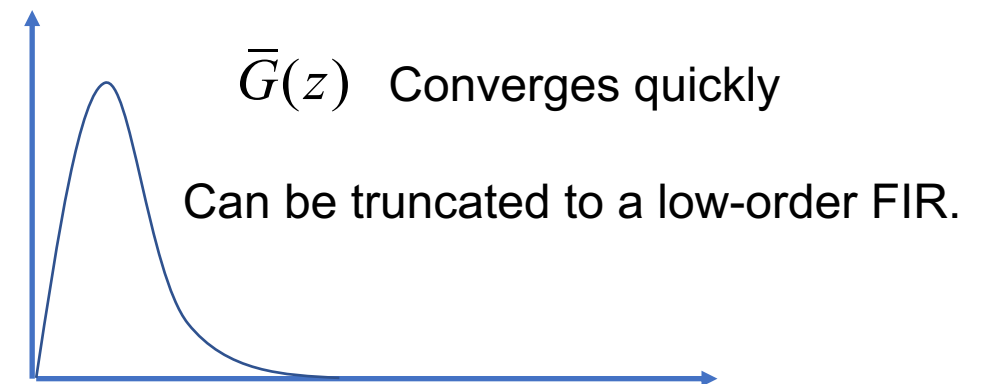 G̅(z) Converges quickly
Can be truncated to a low-order FIR.